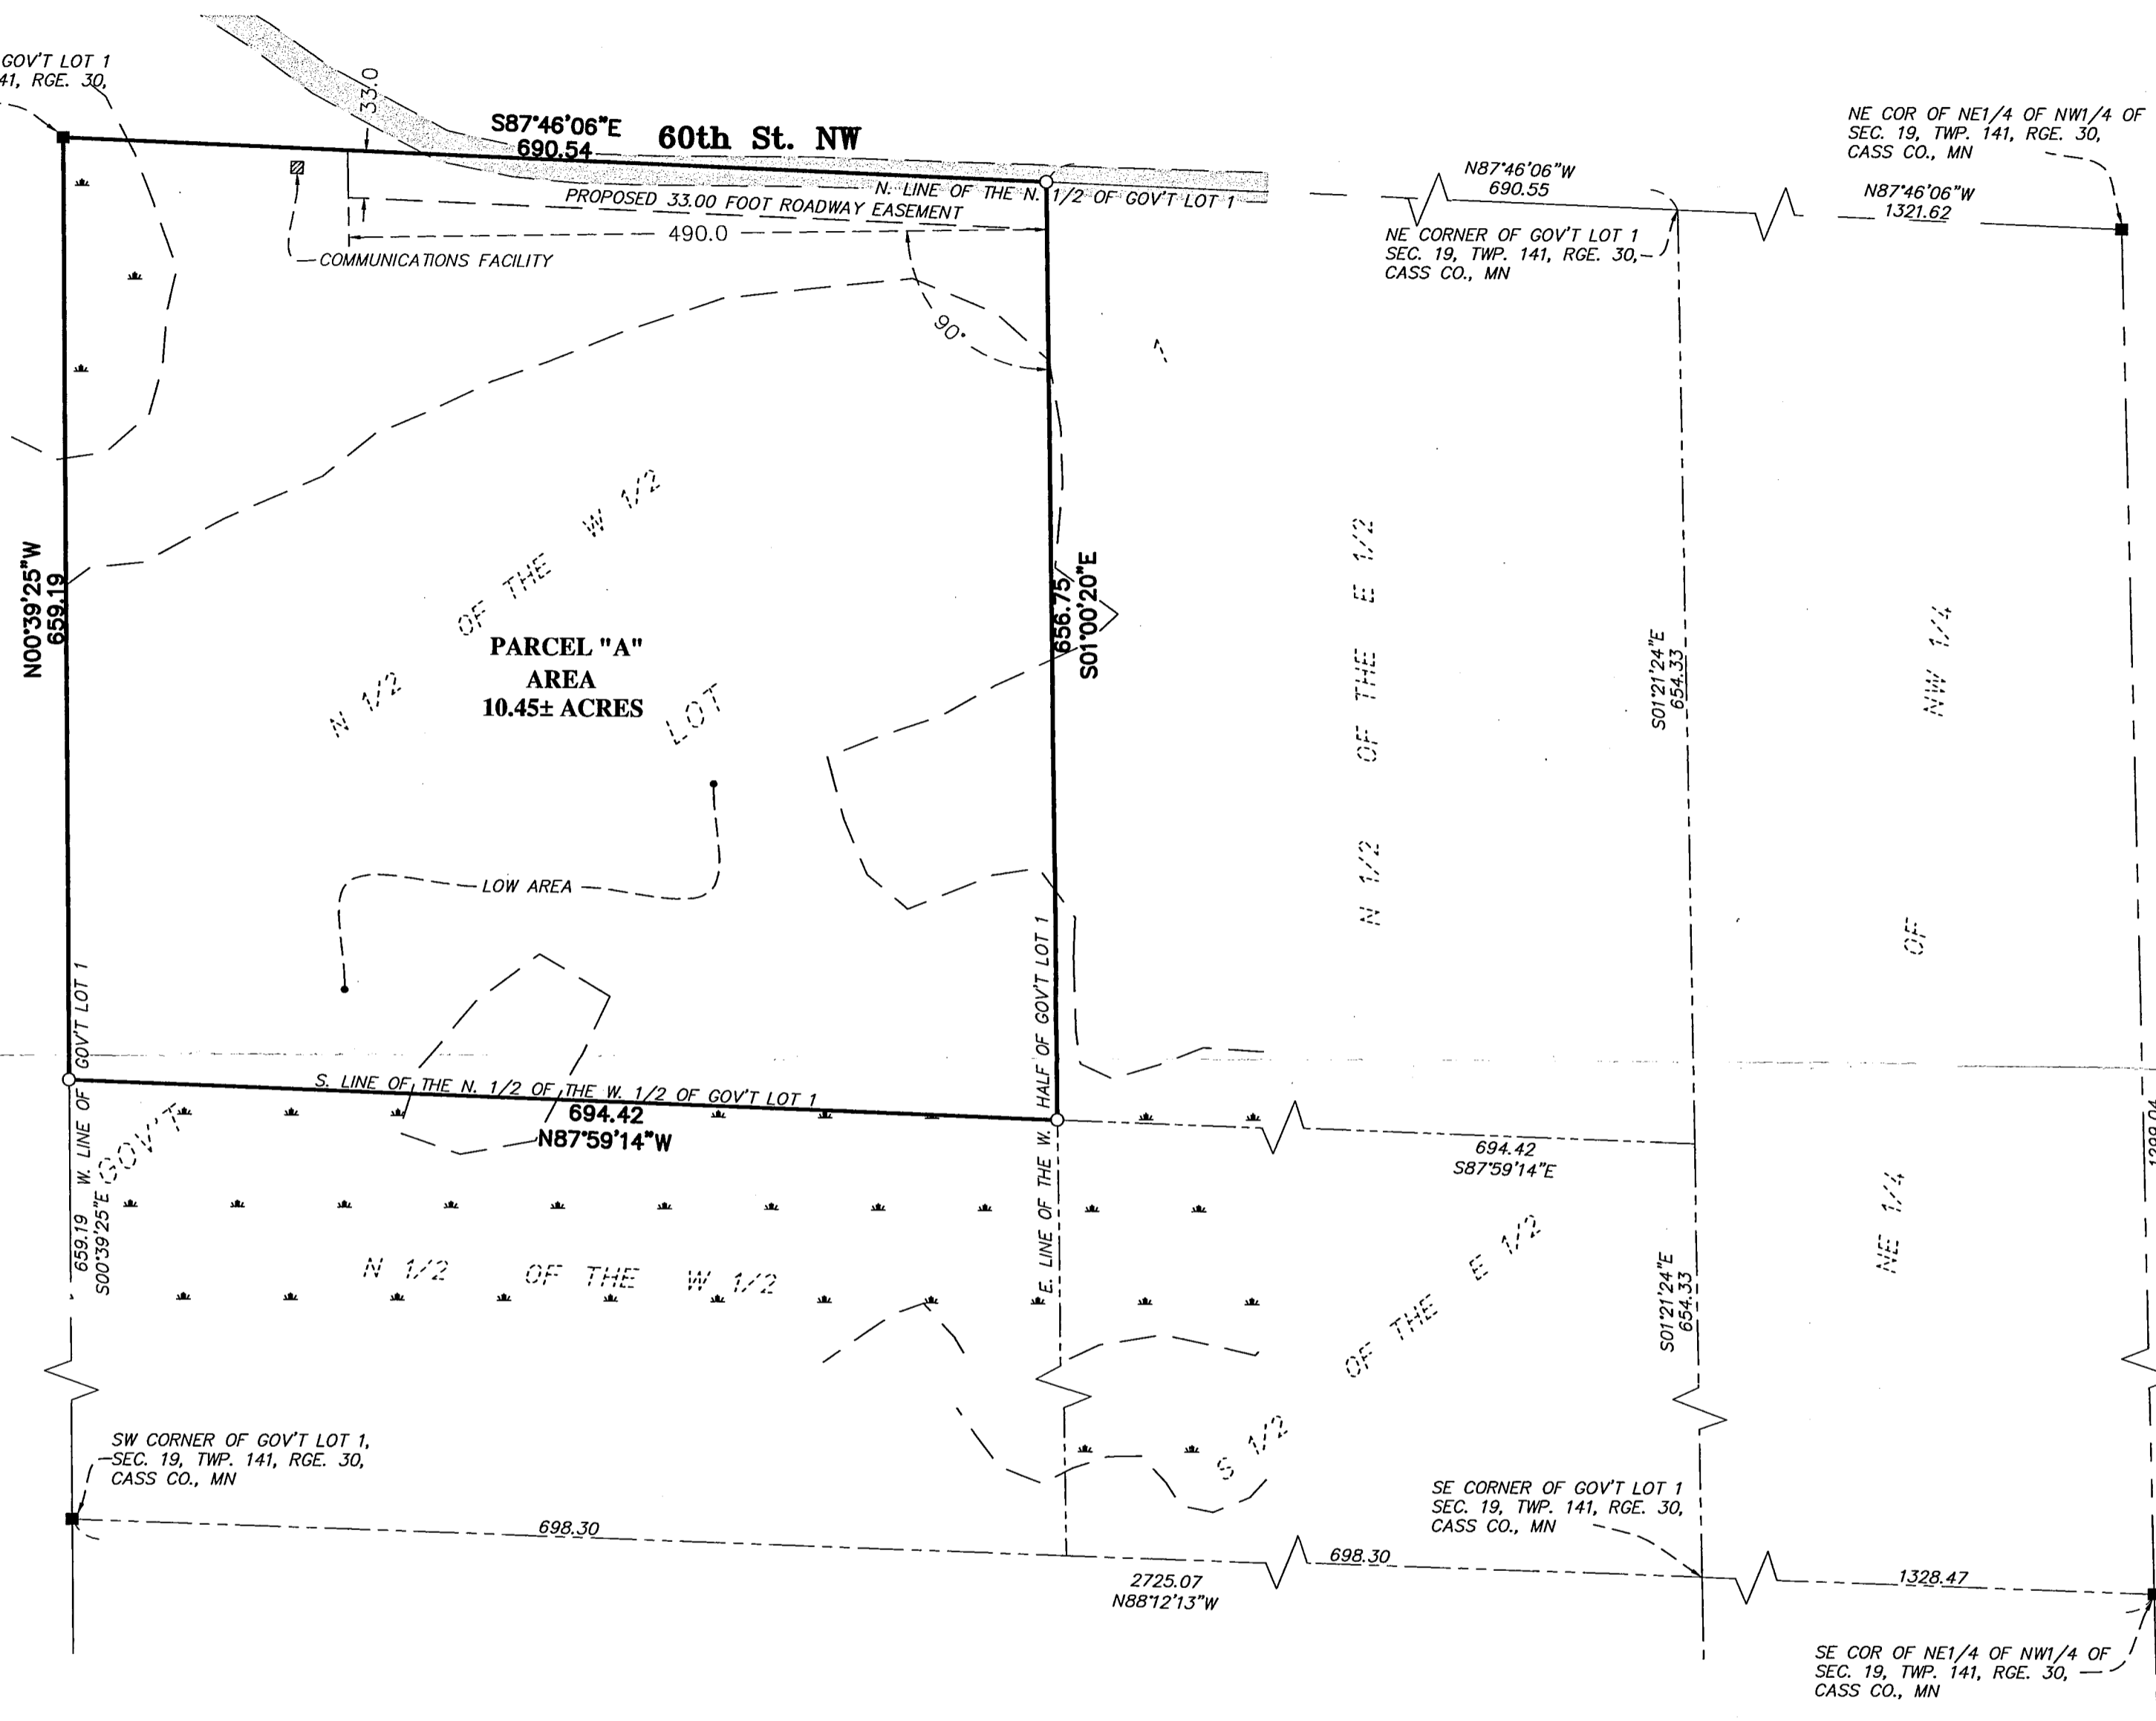 GOV'T LOT 1
41, RGE. 30,
33.0
S87°46'06"E
690.54
60th St. NW
N. LINE OF THE N. 1/2 OF GOV'T LOT 1
PROPOSED 33.00 FOOT ROADWAY EASEMENT
490.0
COMMUNICATIONS FACILITY
90°
N87°46'06"W
690.55
NE CORNER OF GOV'T LOT 1
SEC. 19, TWP. 141, RGE. 30,
CASS CO., MN
NE COR OF NE1/4 OF NW1/4 OF
SEC. 19, TWP. 141, RGE. 30,
CASS CO., MN
N87°46'06"W
1321.62
N00°39'25"W
659.19
N 1/2 OF THE W 1/2
PARCEL "A"
AREA
10.45± ACRES
GOV'T LOT 1
656.75
S01°00'20"E
N 1/2 OF THE E 1/2
S01°21'24"E
654.33
NE 1/4 OF NW 1/4
LOW AREA
W. LINE OF GOV'T LOT 1
659.19
S00°39'25"E
S. LINE OF THE N. 1/2 OF THE W. 1/2 OF GOV'T LOT 1
694.42
N87°59'14"W
E. LINE OF THE W. HALF OF GOV'T LOT 1
694.42
S87°59'14"E
N 1/2 OF THE W 1/2
S 1/2 OF THE E 1/2
S01°21'24"E
654.33
SW CORNER OF GOV'T LOT 1,
SEC. 19, TWP. 141, RGE. 30,
CASS CO., MN
698.30
2725.07
N88°12'13"W
698.30
SE CORNER OF GOV'T LOT 1
SEC. 19, TWP. 141, RGE. 30,
CASS CO., MN
1328.47
SE COR OF NE1/4 OF NW1/4 OF
SEC. 19, TWP. 141, RGE. 30,
CASS CO., MN